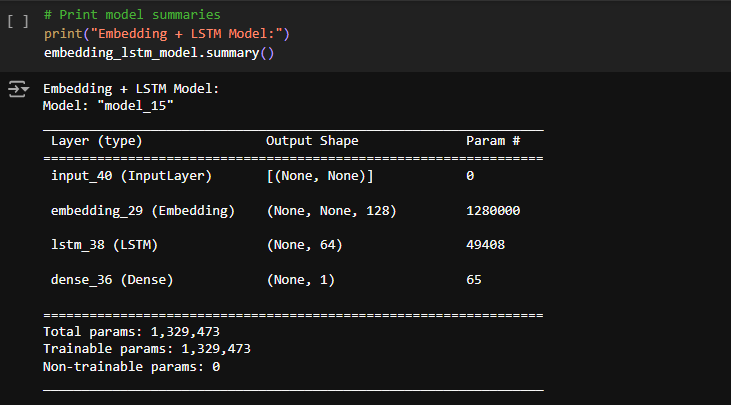 [ ] # Print model summaries
print("Embedding + LSTM Model:")
embedding_lstm_model.summary()
Embedding + LSTM Model:
Model: "model_15"
_________________________________________________________________
Layer (type) Output Shape Param #
=================================================================
input_40 (InputLayer) [(None, None)] 0
embedding_29 (Embedding) (None, None, 128) 1280000
lstm_38 (LSTM) (None, 64) 49408
dense_36 (Dense) (None, 1) 65
=================================================================
Total params: 1,329,473
Trainable params: 1,329,473
Non-trainable params: 0
_________________________________________________________________